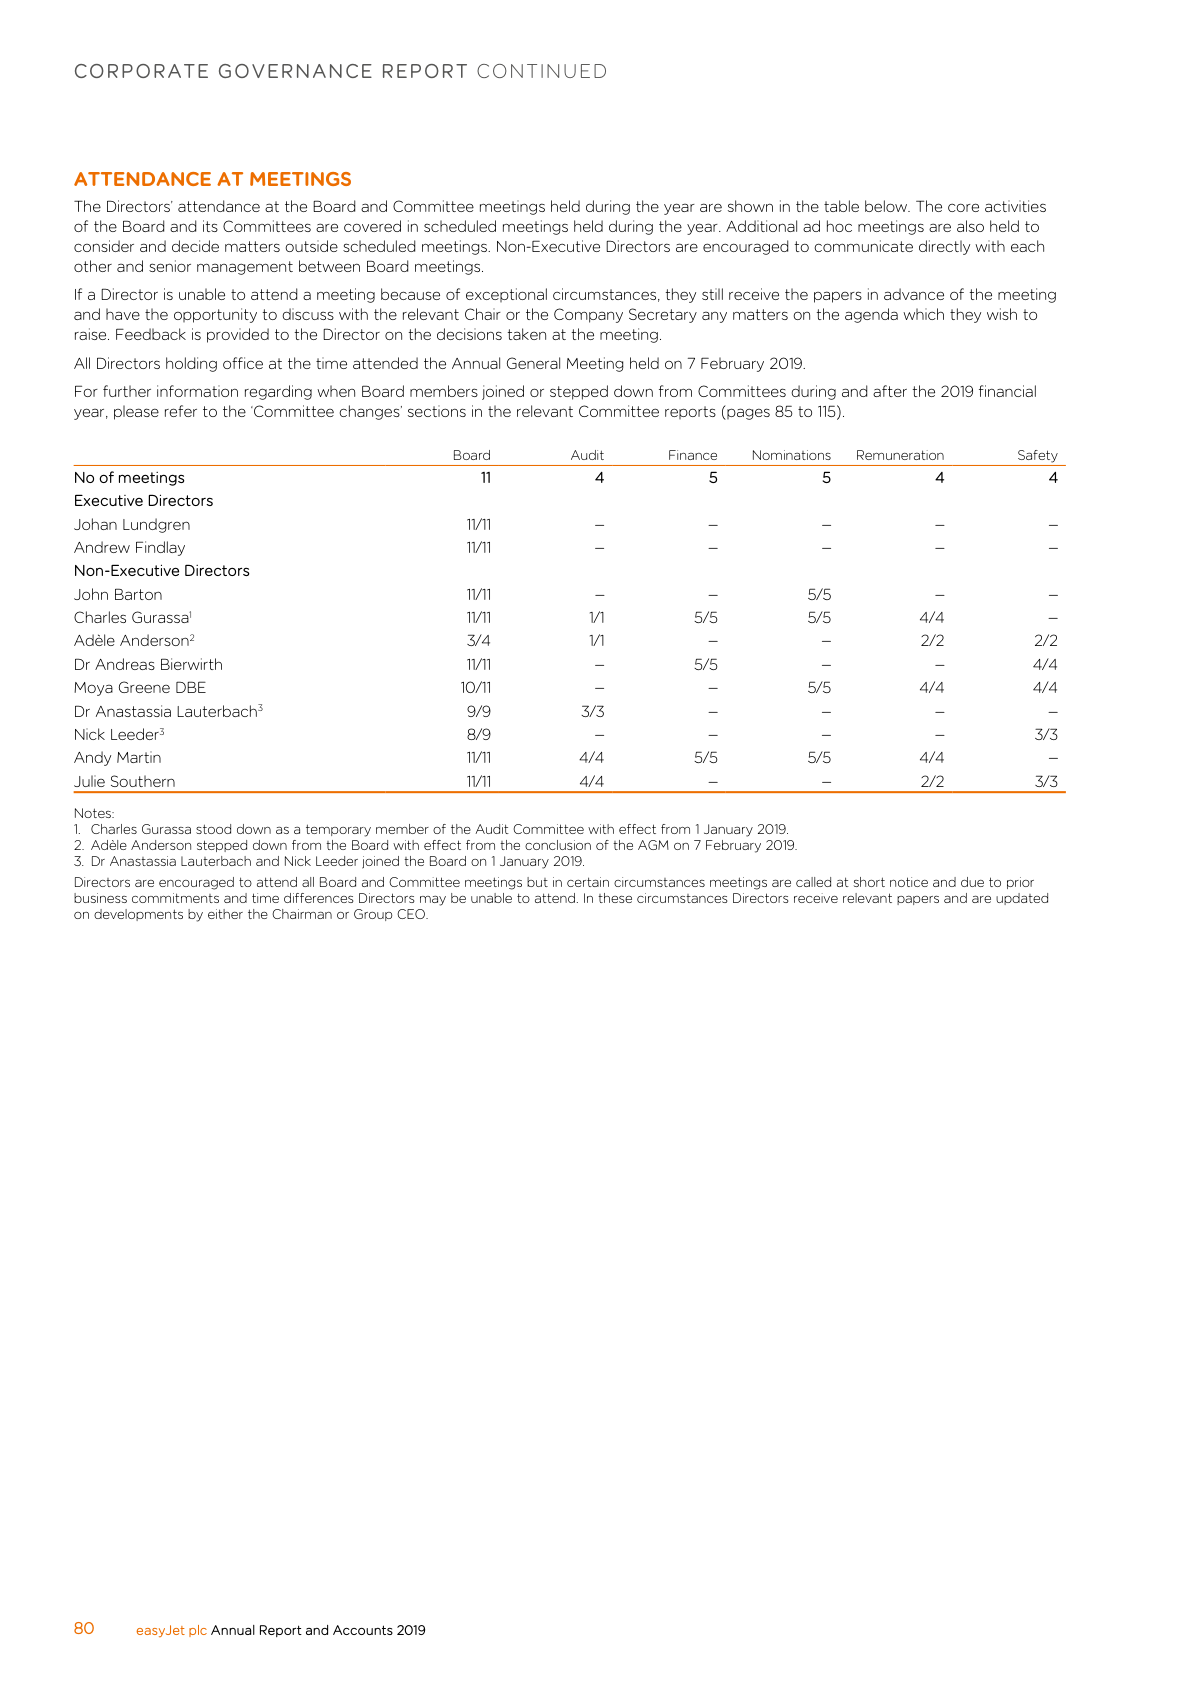 CORPORATE GOVERNANCE REPORT CONTINUED
ATTENDANCE AT MEETINGS
The Directors' attendance at the Board and Committee meetings held during the year are shown in the table below. The core activities
of the Board and its Committees are covered in scheduled meetings held during the year. Additional ad hoc meetings are also held to
consider and decide matters outside scheduled meetings. Non-Executive Directors are encouraged to communicate directly with each
other and senior management between Board meetings.
If a Director is unable to attend a meeting because of exceptional circumstances, they still receive the papers in advance of the meeting
and have the opportunity to discuss with the relevant Chair or the Company Secretary any matters on the agenda which they wish to
raise. Feedback is provided to the Director on the decisions taken at the meeting.
All Directors holding office at the time attended the Annual General Meeting held on 7 February 2019.
For further information regarding when Board members joined or stepped down from Committees during and after the 2019 financial
year, please refer to the 'Committee changes' sections in the relevant Committee reports (pages 85 to 115).
Board Audit Finance Nominations Remuneration Safety
No of meetings 11 4 5 5 4 4
Executive Directors
Johan Lundgren 11/11 – – – – –
Andrew Findlay 11/11 – – – – –
Non-Executive Directors
John Barton 11/11 – – 5/5 – –
Charles Gurassa¹ 11/11 1/1 5/5 5/5 4/4 –
Adèle Anderson² 3/4 1/1 – – 2/2 2/2
Dr Andreas Bierwirth 11/11 – 5/5 – – 4/4
Moya Greene DBE 10/11 – – 5/5 4/4 4/4
Dr Anastassia Lauterbach³ 9/9 3/3 – – – –
Nick Leeder³ 8/9 – – – – 3/3
Andy Martin 11/11 4/4 5/5 5/5 4/4 –
Julie Southern 11/11 4/4 – – 2/2 3/3
Notes:
1. Charles Gurassa stood down as a temporary member of the Audit Committee with effect from 1 January 2019.
2. Adèle Anderson stepped down from the Board with effect from the conclusion of the AGM on 7 February 2019.
3. Dr Anastassia Lauterbach and Nick Leeder joined the Board on 1 January 2019.
Directors are encouraged to attend all Board and Committee meetings but in certain circumstances meetings are called at short notice and due to prior
business commitments and time differences Directors may be unable to attend. In these circumstances Directors receive relevant papers and are updated
on developments by either the Chairman or Group CEO.
80 easyJet plc Annual Report and Accounts 2019